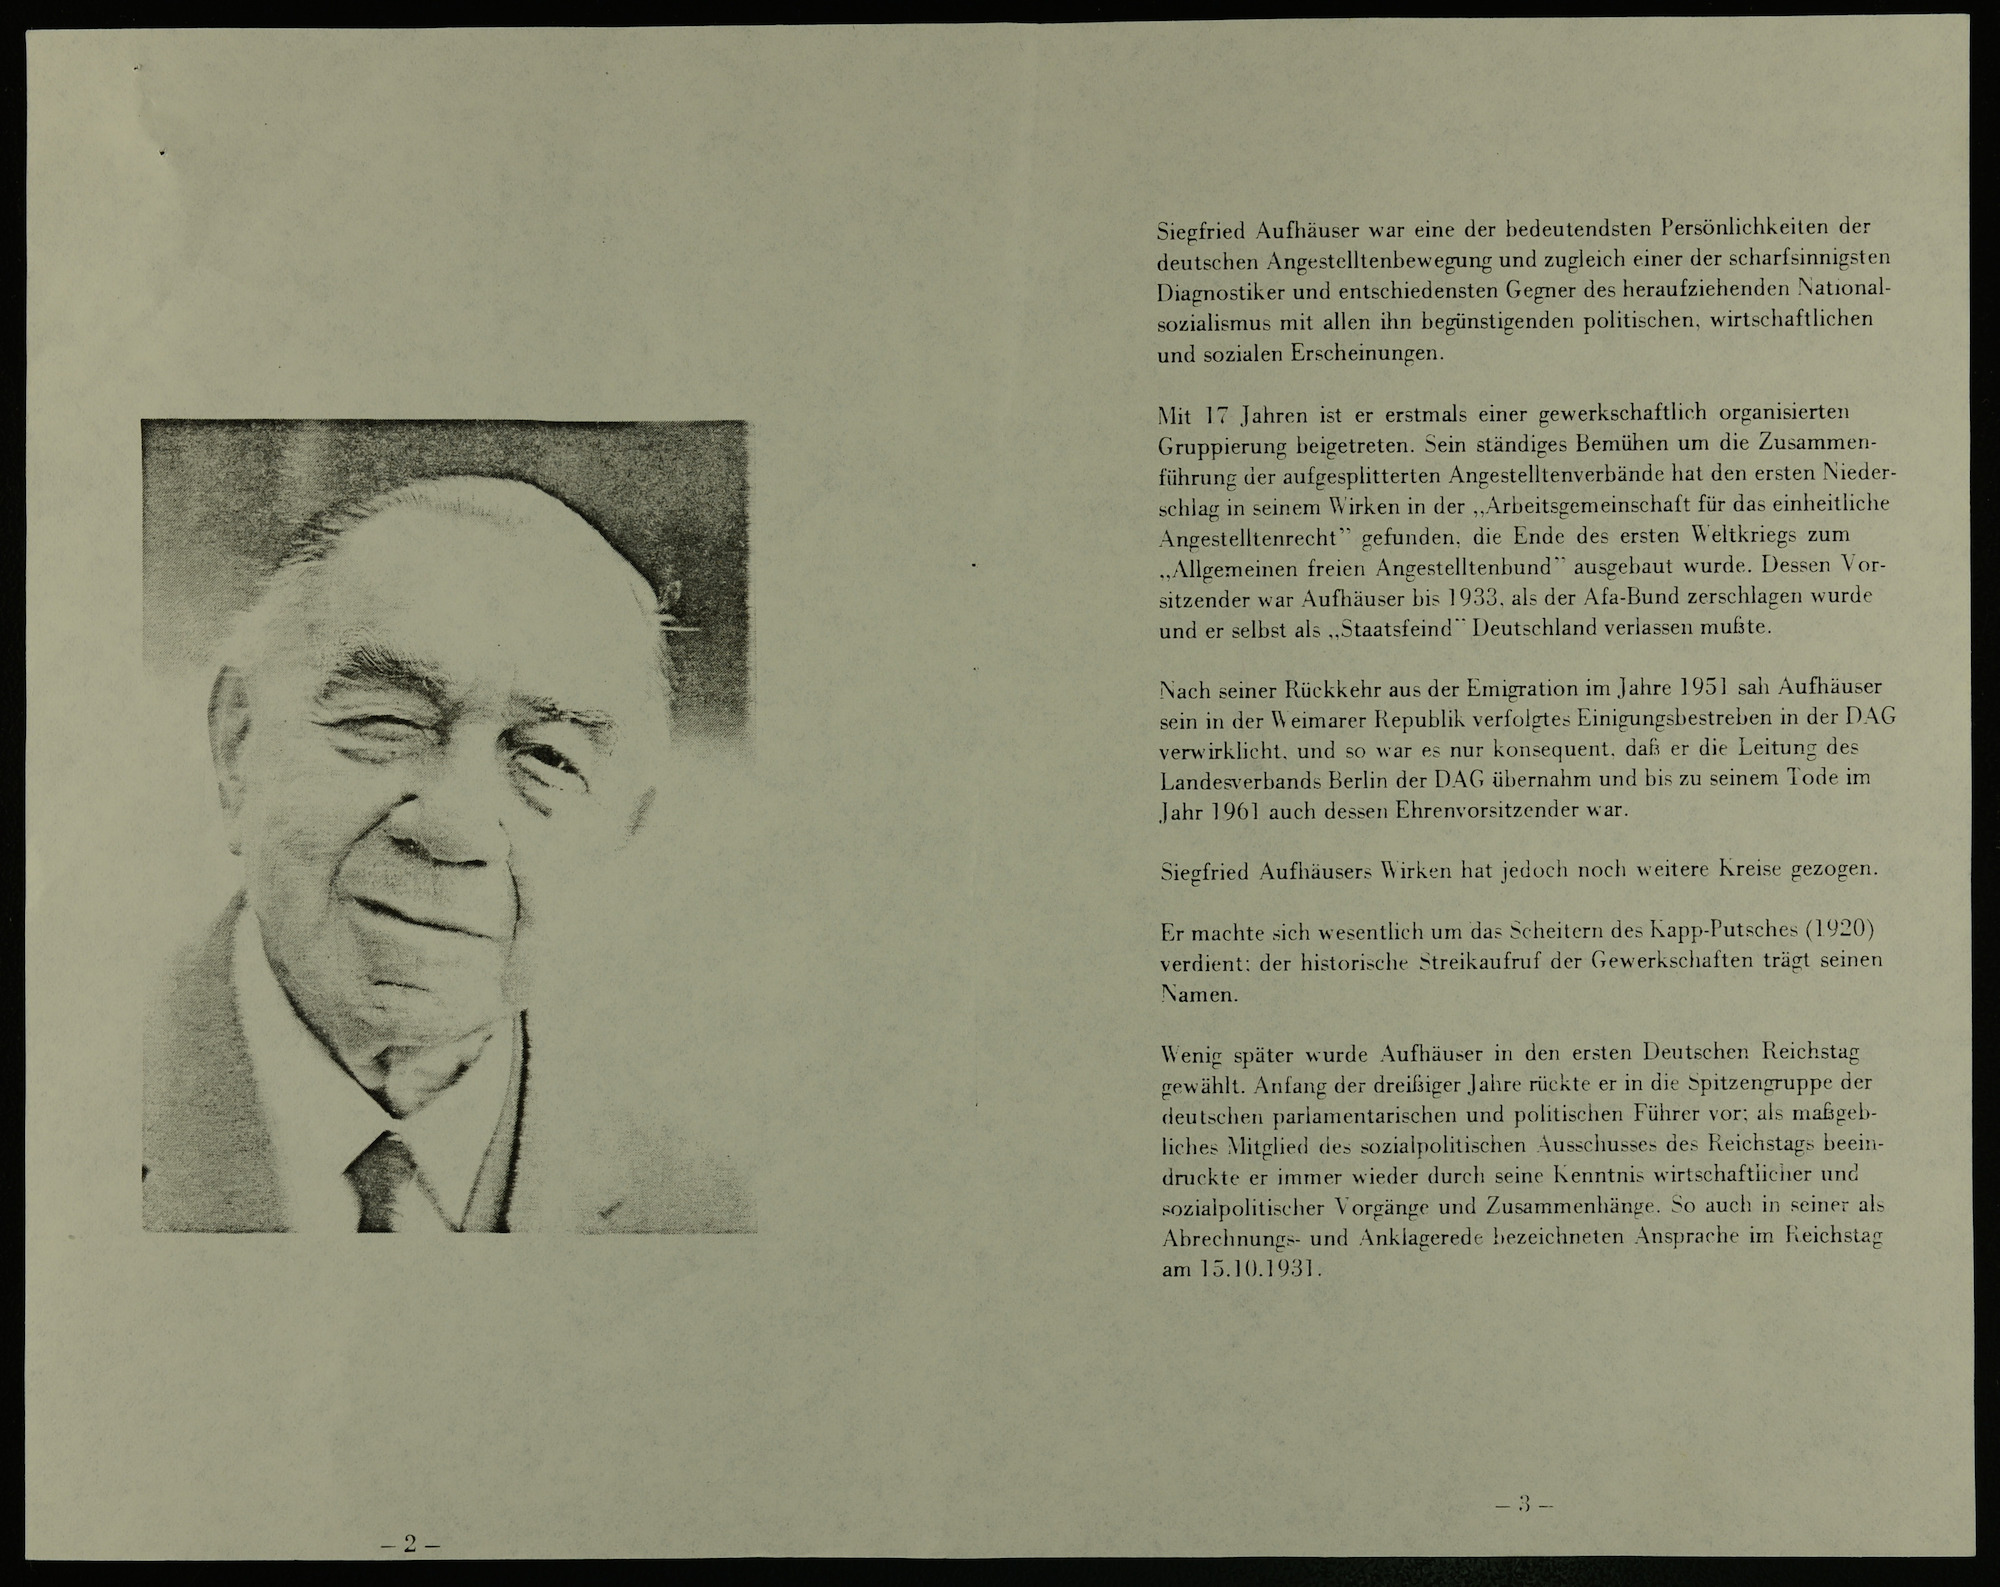 Siegfried Aufhäuser war eine der bedeutendsten Persönlichkeiten der
deutschen Angestelltenbewegung und zugleich einer der scharfsinnigsten
Diagnostiker und entschiedensten Gegner des heraufziehenden National-
sozialismus mit allen ihn begünstigenden politischen, wirtschaftlichen
und sozialen Erscheinungen.

Mit 17 Jahren ist er erstmals einer gewerkschaftlich organisierten
Gruppierung beigetreten. Sein ständiges Bemühen um die Zusammen-
führung der aufgesplitterten Angestelltenverbände hat den ersten Nieder-
schlag in seinem Wirken in der „Arbeitsgemeinschaft für das einheitliche
Angestelltenrecht” gefunden, die Ende des ersten Weltkriegs zum
„Allgemeinen freien Angestelltenbund” ausgebaut wurde. Dessen Vor-
sitzender war Aufhäuser bis 1933, als der Afa-Bund zerschlagen wurde
und er selbst als „Staatsfeind” Deutschland verlassen mußte.

Nach seiner Rückkehr aus der Emigration im Jahre 1951 sah Aufhäuser
sein in der Weimarer Republik verfolgtes Einigungsbestreben in der DAG
verwirklicht, und so war es nur konsequent, daß er die Leitung des
Landesverbands Berlin der DAG übernahm und bis zu seinem Tode im
Jahr 1961 auch dessen Ehrenvorsitzender war.

Siegfried Aufhäusers Wirken hat jedoch noch weitere Kreise gezogen.

Er machte sich wesentlich um das Scheitern des Kapp-Putsches (1920)
verdient; der historische Streikaufruf der Gewerkschaften trägt seinen
Namen.

Wenig später wurde Aufhäuser in den ersten Deutschen Reichstag
gewählt. Anfang der dreißiger Jahre rückte er in die Spitzengruppe der
deutschen parlamentarischen und politischen Führer vor; als maßgeb-
liches Mitglied des sozialpolitischen Ausschusses des Reichstags beein-
druckte er immer wieder durch seine Kenntnis wirtschaftlicher und
sozialpolitischer Vorgänge und Zusammenhänge. So auch in seiner als
Abrechnungs- und Anklagerede bezeichneten Ansprache im Reichstag
am 15.10.1931.

– 2 –
– 3 –